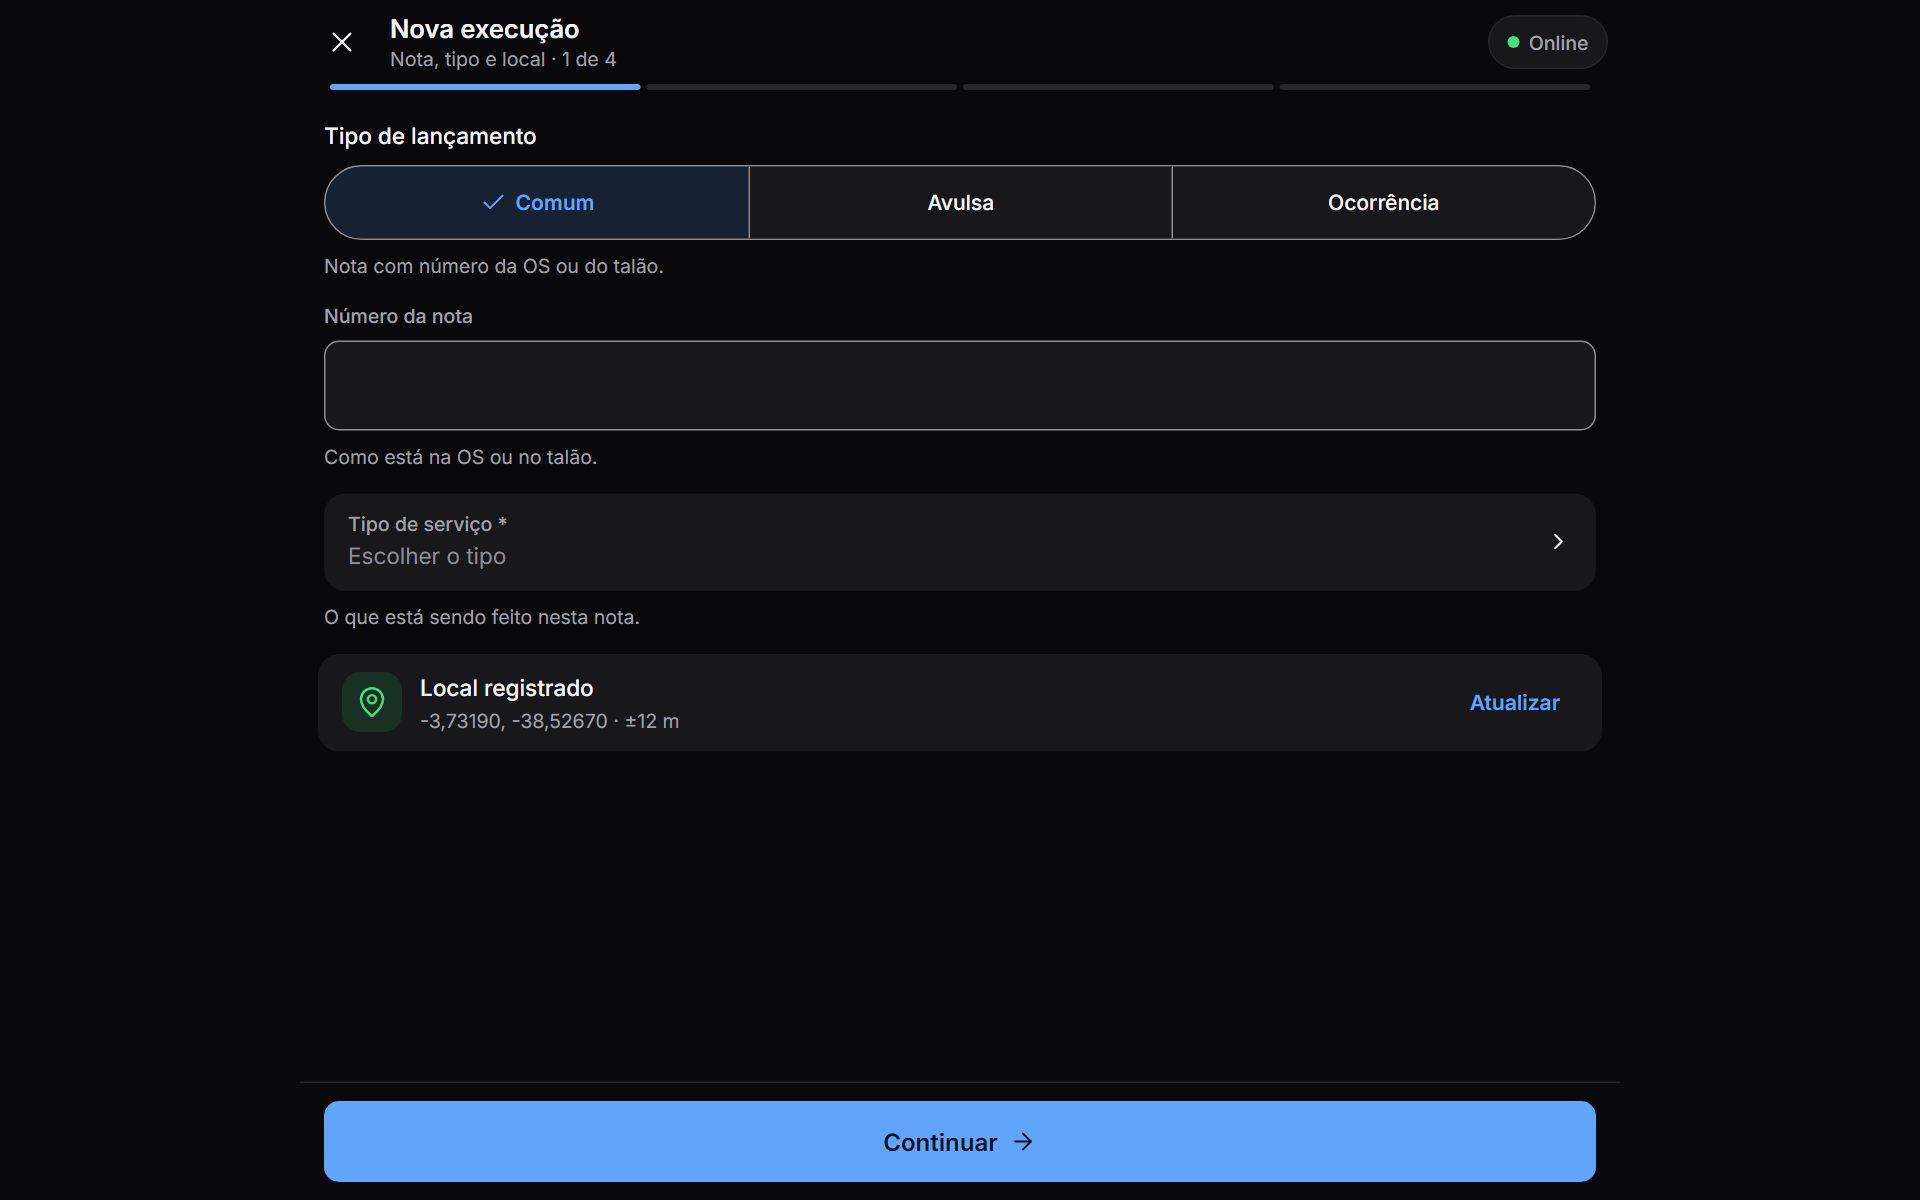 Nova execução
Nota, tipo e local · 1 de 4
Online
Tipo de lançamento
Comum
Avulsa
Ocorrência
Nota com número da OS ou do talão.
Número da nota
Como está na OS ou no talão.
Tipo de serviço *
Escolher o tipo
O que está sendo feito nesta nota.
Local registrado
-3,73190, -38,52670 · ±12 m
Atualizar
Continuar